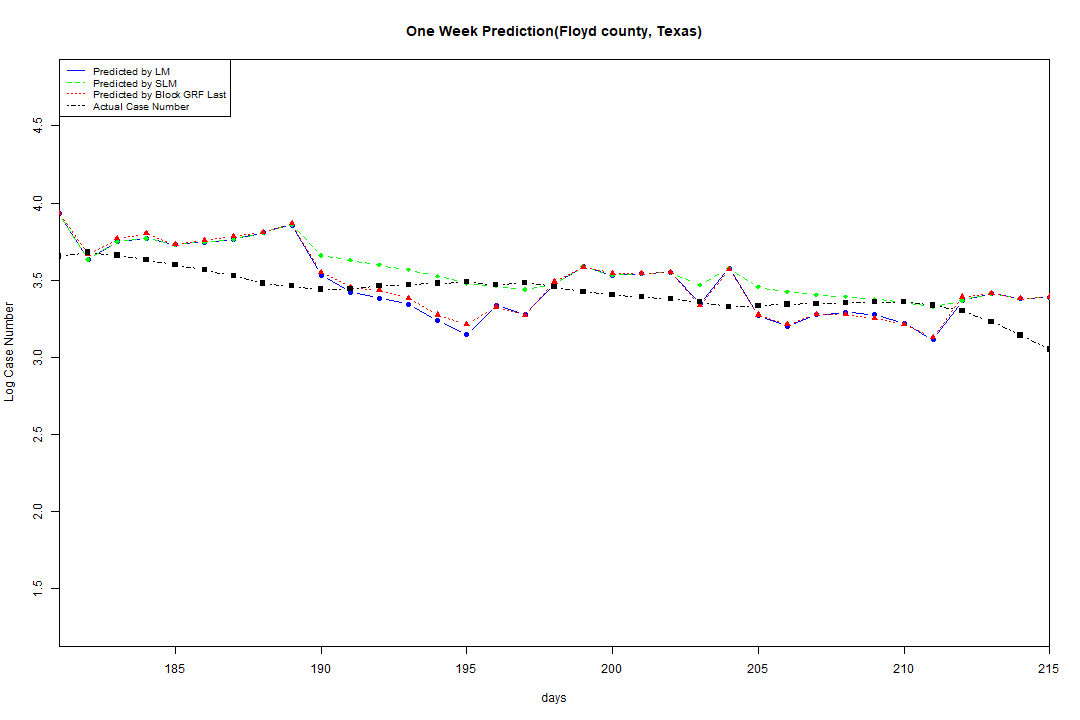 One Week Prediction(Floyd county, Texas)
Predicted by LM
Predicted by SLM
Predicted by Block GRF Last
Actual Case Number
4.5
4.0
3.5
3.0
2.5
2.0
1.5
Log Case Number
185 190 195 200 205 210 215
days